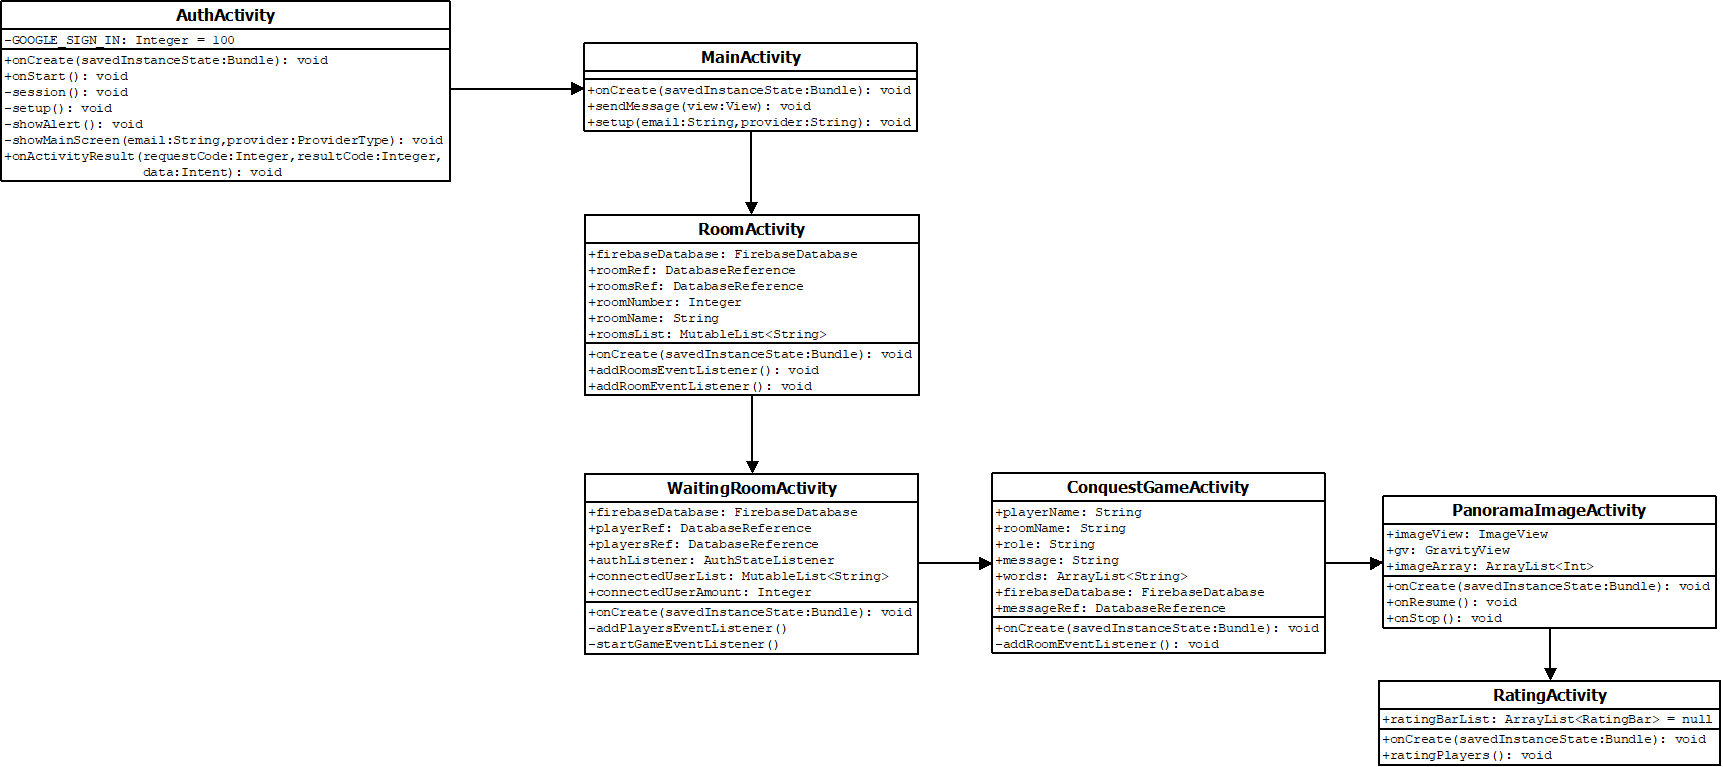 AuthActivity
-GOOGLE_SIGN_IN: Integer = 100
+onCreate(savedInstanceState:Bundle): void
+onStart(): void
-session(): void
-setup(): void
-showAlert(): void
-showMainScreen(email:String,provider:ProviderType): void
+onActivityResult(requestCode:Integer,resultCode:Integer,
data:Intent): void
MainActivity
+onCreate(savedInstanceState:Bundle): void
+sendMessage(view:View): void
+setup(email:String,provider:String): void
RoomActivity
+firebaseDatabase: FirebaseDatabase
+roomRef: DatabaseReference
+roomsRef: DatabaseReference
+roomNumber: Integer
+roomName: String
+roomsList: MutableList<String>
+onCreate(savedInstanceState:Bundle): void
+addRoomsEventListener(): void
+addRoomEventListener(): void
WaitingRoomActivity
+firebaseDatabase: FirebaseDatabase
+playerRef: DatabaseReference
+playersRef: DatabaseReference
+authListener: AuthStateListener
+connectedUserList: MutableList<String>
+connectedUserAmount: Integer
+onCreate(savedInstanceState:Bundle): void
-addPlayersEventListener()
-startGameEventListener()
ConquestGameActivity
+playerName: String
+roomName: String
+role: String
+message: String
+words: ArrayList<String>
+firebaseDatabase: FirebaseDatabase
+messageRef: DatabaseReference
+onCreate(savedInstanceState:Bundle): void
-addRoomEventListener(): void
PanoramaImageActivity
+imageView: ImageView
+gv: GravityView
+imageArray: ArrayList<Int>
+onCreate(savedInstanceState:Bundle): void
+onResume(): void
+onStop(): void
RatingActivity
+ratingBarList: ArrayList<RatingBar> = null
+onCreate(savedInstanceState:Bundle): void
+ratingPlayers(): void